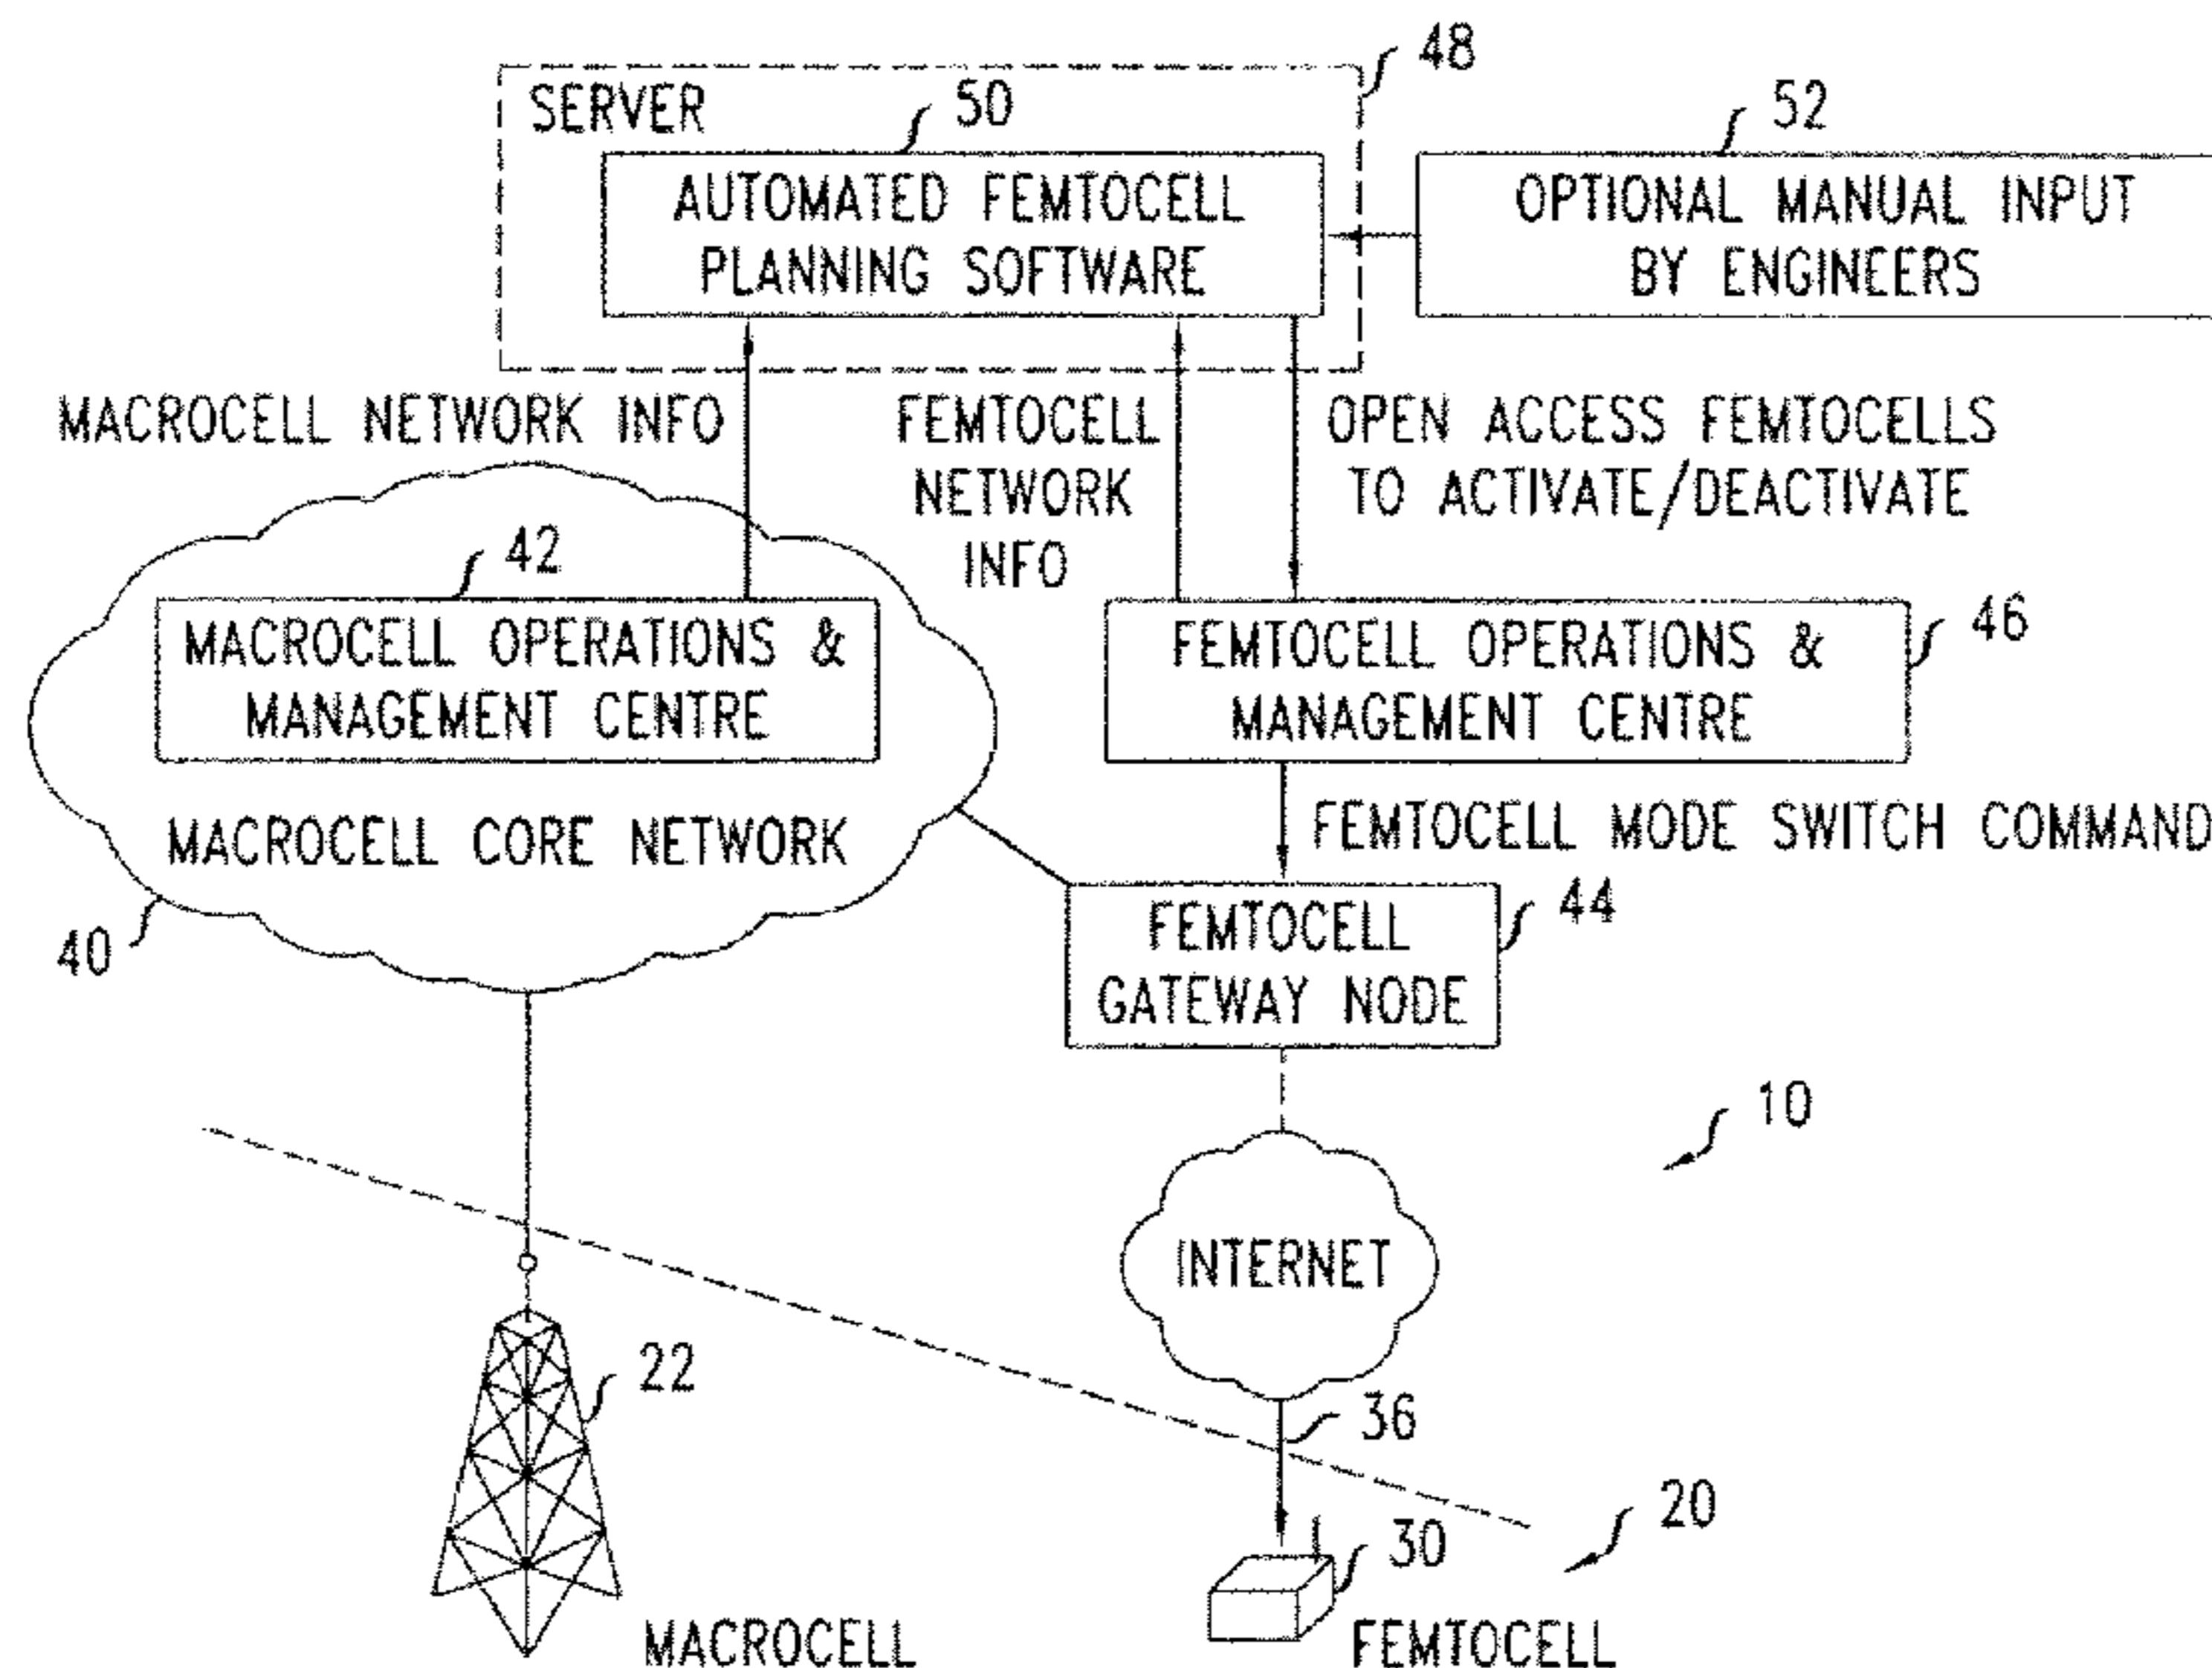 48
SERVER
50
52
AUTOMATED FEMTOCELL
PLANNING SOFTWARE
OPTIONAL MANUAL INPUT
BY ENGINEERS
MACROCELL NETWORK INFO
FEMTOCELL
NETWORK
INFO
OPEN ACCESS FEMTOCELLS
TO ACTIVATE/DEACTIVATE
42
MACROCELL OPERATIONS &
MANAGEMENT CENTRE
46
FEMTOCELL OPERATIONS &
MANAGEMENT CENTRE
MACROCELL CORE NETWORK
FEMTOCELL MODE SWITCH COMMAND
40
44
FEMTOCELL
GATEWAY NODE
10
INTERNET
22
36
20
30
MACROCELL
FEMTOCELL